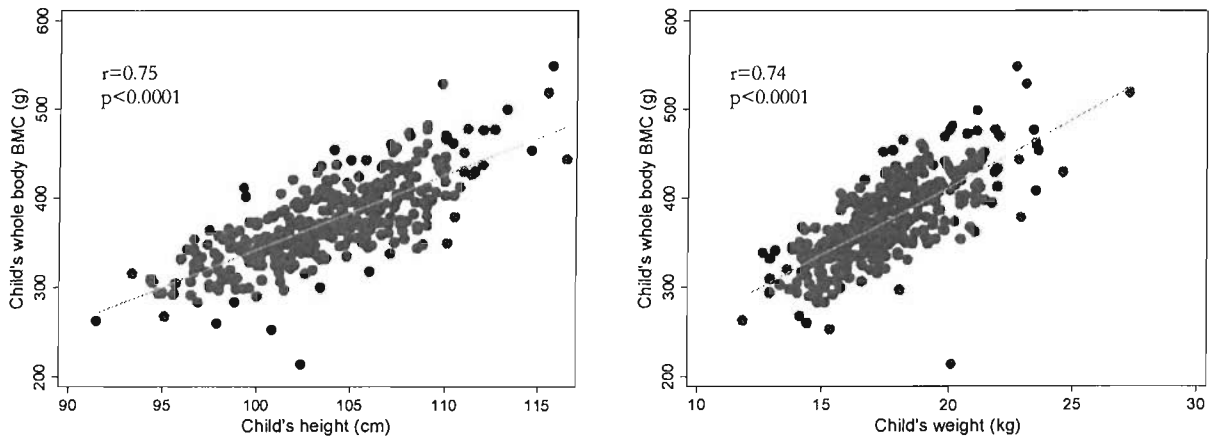 600
500
400
300
200
Child's whole body BMC (g)
r=0.75
p<0.0001
90 95 100 105 110 115
Child's height (cm)
600
500
400
300
200
Child's whole body BMC (g)
r=0.74
p<0.0001
10 15 20 25 30
Child's weight (kg)